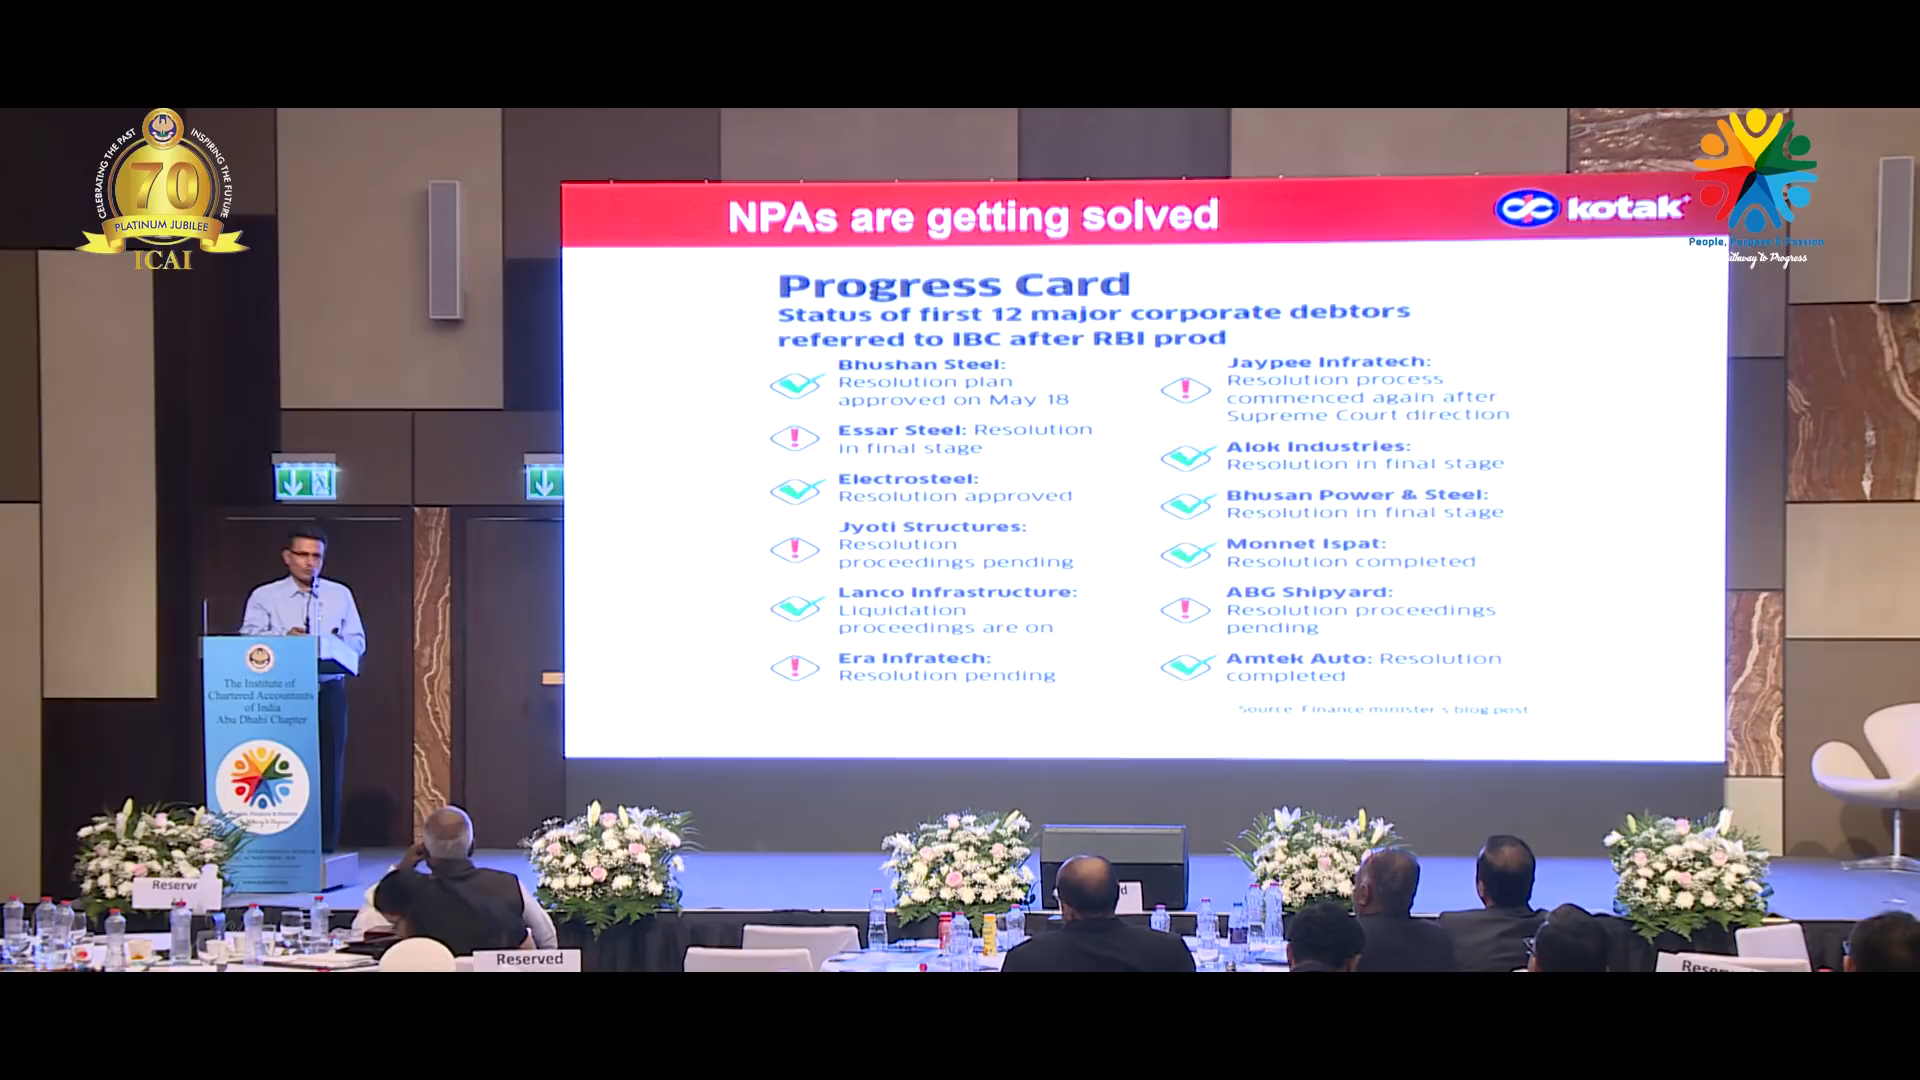 CELEBRATING THE PAST
INSPIRING THE FUTURE
70
PLATINUM JUBILEE
ICAI
NPAs are getting solved
kotak
People, Purpose & Passion
Pathway to Progress
Progress Card
Status of first 12 major corporate debtors
referred to IBC after RBI prod
Bhushan Steel:
Resolution plan
approved on May 18
Essar Steel: Resolution
in final stage
Electrosteel:
Resolution approved
Jyoti Structures:
Resolution
proceedings pending
Lanco Infrastructure:
Liquidation
proceedings are on
Era Infratech:
Resolution pending
Jaypee Infratech:
Resolution process
commenced again after
Supreme Court direction
Alok Industries:
Resolution in final stage
Bhusan Power & Steel:
Resolution in final stage
Monnet Ispat:
Resolution completed
ABG Shipyard:
Resolution proceedings
pending
Amtek Auto: Resolution
completed
Source: Finance minister's blog post
The Institute of
Chartered Accountants
of India
Abu Dhabi Chapter
Reserve
Reserved
Reser